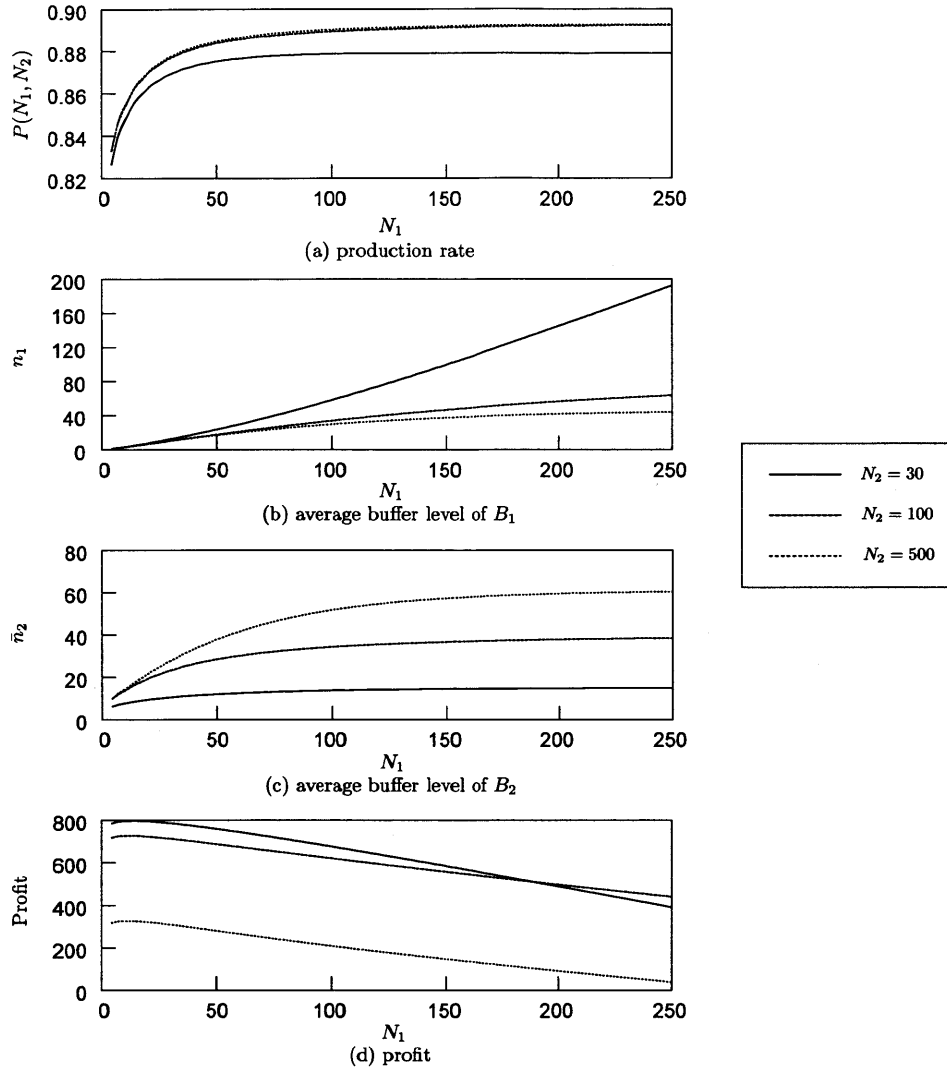 0.90
0.88
0.86
0.84
0.82
P(N₁, N₂)
0 50 100 150 200 250
N₁
(a) production rate
200
160
120
80
40
0
n₁
0 50 100 150 200 250
N₁
(b) average buffer level of B₁
N₂ = 30
N₂ = 100
N₂ = 500
80
60
40
20
0
n̄₂
0 50 100 150 200 250
N₁
(c) average buffer level of B₂
800
600
400
200
0
Profit
0 50 100 150 200 250
N₁
(d) profit